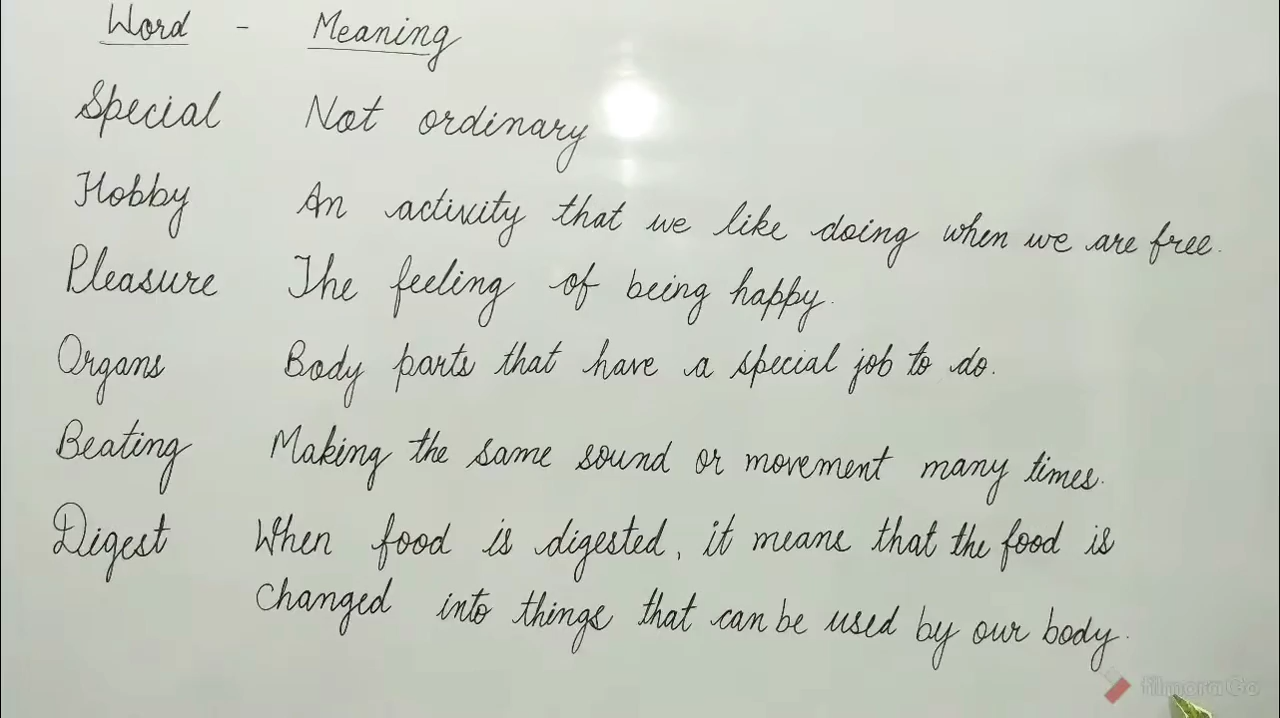 Word - Meaning
Special Not ordinary
Hobby An activity that we like doing when we are free.
Pleasure The feeling of being happy.
Organs Body parts that have a special job to do.
Beating Making the same sound or movement many times.
Digest When food is digested, it means that the food is
changed into things that can be used by our body.
filmora Go